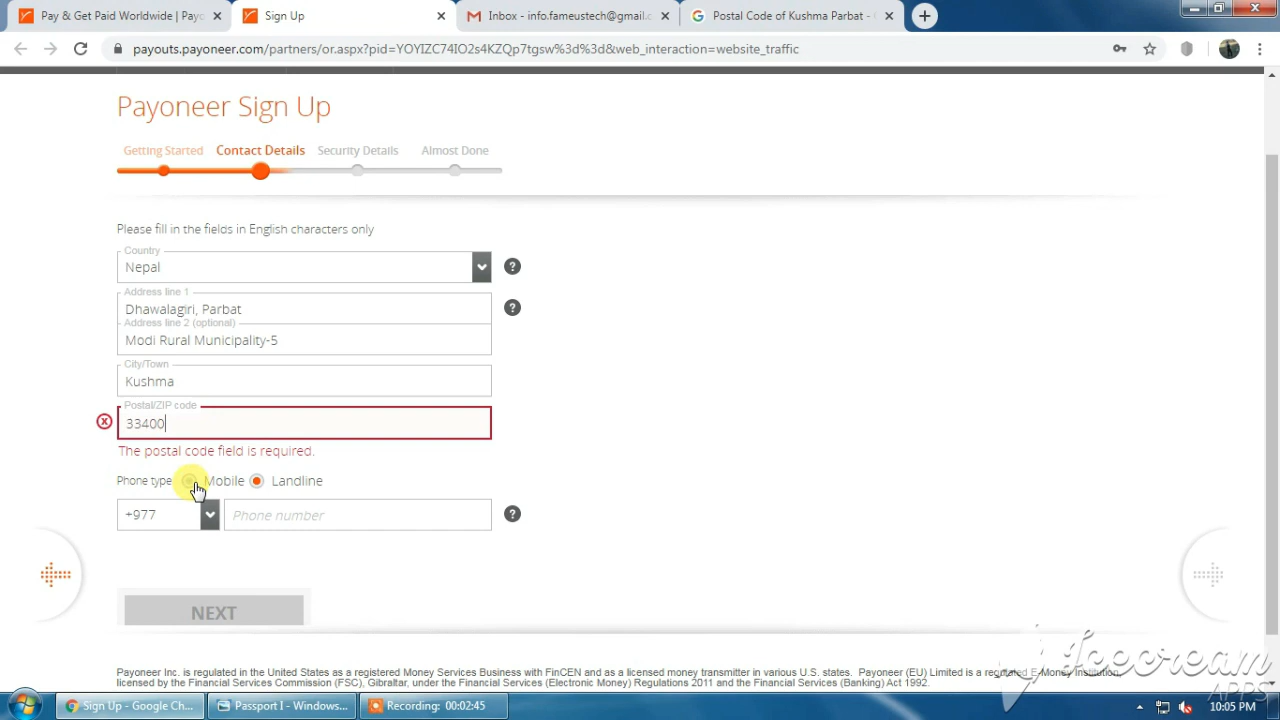 Pay & Get Paid Worldwide | Payo
Sign Up
Inbox - info.fameustech@gmail.c
Postal Code of Kushma Parbat -
payouts.payoneer.com/partners/or.aspx?pid=YOYIZC74IO2s4KZQp7tgsw%3d%3d&web_interaction=website_traffic
Payoneer Sign Up
Getting Started Contact Details Security Details Almost Done
Please fill in the fields in English characters only
Country
Nepal
Address line 1
Dhawalagiri, Parbat
Address line 2 (optional)
Modi Rural Municipality-5
City/Town
Kushma
Postal/ZIP code
33400
The postal code field is required.
Phone type Mobile Landline
+977 Phone number
NEXT
Payoneer Inc. is regulated in the United States as a registered Money Services Business with FinCEN and as a licensed money transmitter in various U.S. states. Payoneer (EU) Limited is a registered E-Money Institution,
licensed by the Financial Services Commission (FSC), Gibraltar, under the Financial Services (Electronic Money) Regulations 2011 and the Financial Services (Banking) Act 1992.
Icecream
APPS
Sign Up - Google Ch...
Passport I - Windows...
Recording: 00:02:45
10:05 PM